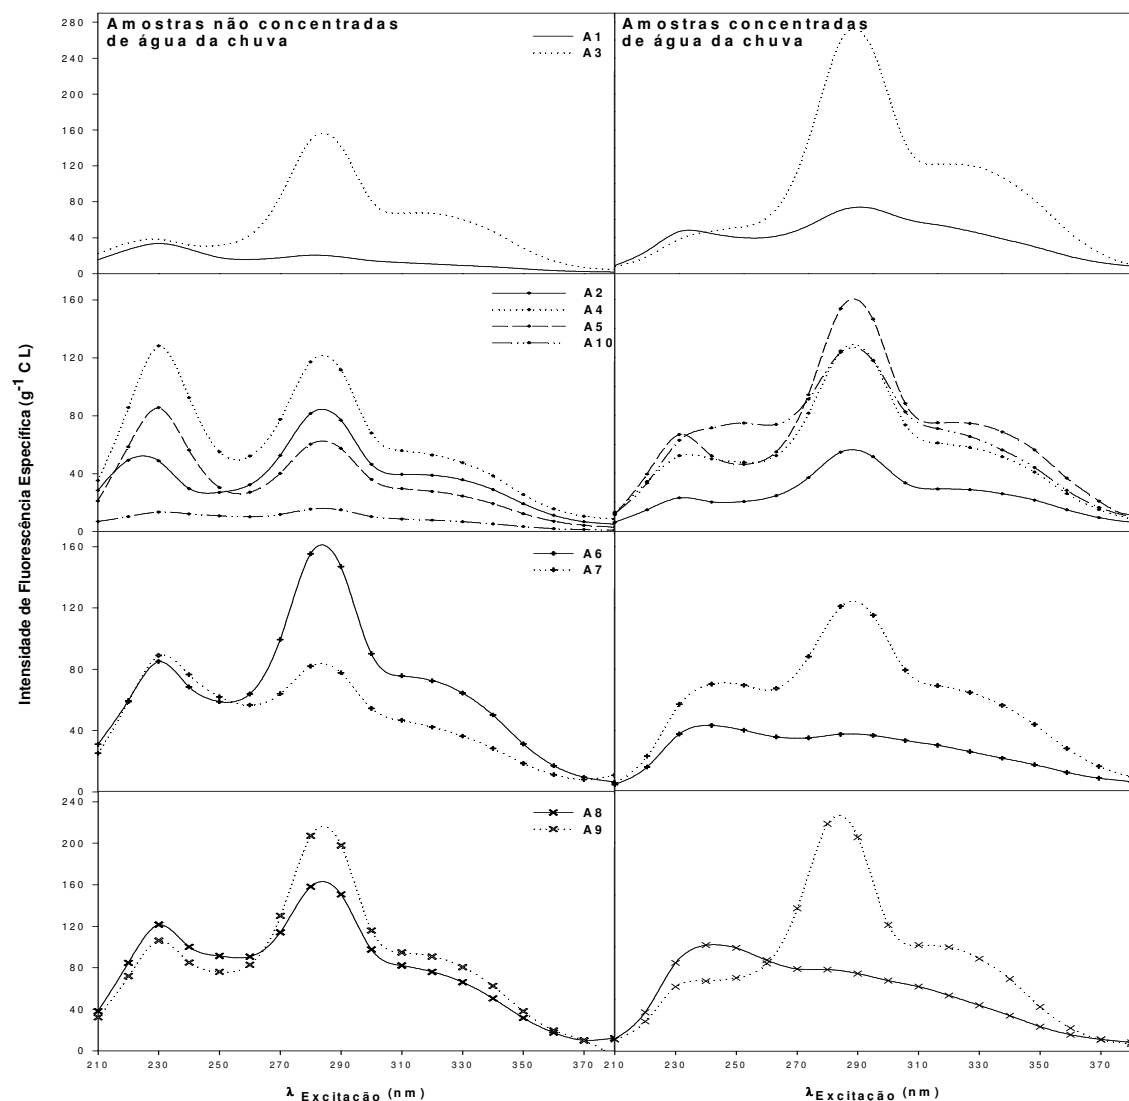 Amostras não concentradas
de água da chuva
Amostras concentradas
de água da chuva
A1
A3
280
240
200
160
120
80
40
0
A2
A4
A5
A10
160
120
80
40
0
A6
A7
160
120
80
40
0
A8
A9
240
200
160
120
80
40
0
Intensidade de Fluorescência Específica (g⁻¹ C L)
210 230 250 270 290 310 330 350 370 210 230 250 270 290 310 330 350 370
λ Excitação (nm)
λ Excitação (nm)